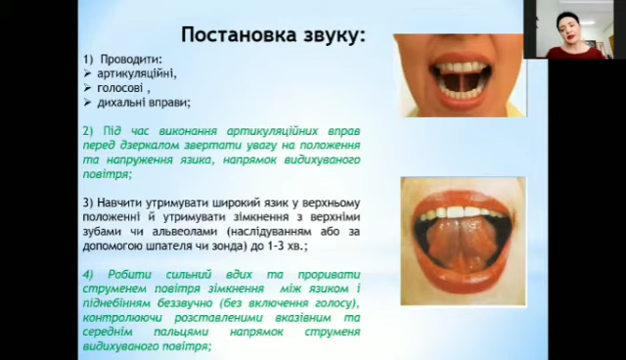 Постановка звуку:
1) Проводити:
артикуляційні,
голосові ,
дихальні вправи;
2) Під час виконання артикуляційних вправ
перед дзеркалом звертати увагу на положення
та напруження язика, напрямок видихуваного
повітря;
3) Навчити утримувати широкий язик у верхньому
положенні й утримувати зімкнення з верхніми
зубами чи альвеолами (наслідуванням або за
допомогою шпателя чи зонда) до 1-3 хв.;
4) Робити сильний вдих та проривати
струменем повітря зімкнення між язиком і
піднебінням беззвучно (без включення голосу),
контролюючи розставленими вказівним та
середнім пальцями напрямок струменя
видихуваного повітря;